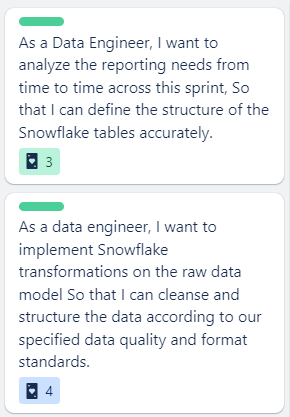 As a Data Engineer, I want to
analyze the reporting needs from
time to time across this sprint, So
that I can define the structure of the
Snowflake tables accurately.
3
As a data engineer, I want to
implement Snowflake
transformations on the raw data
model So that I can cleanse and
structure the data according to our
specified data quality and format
standards.
4